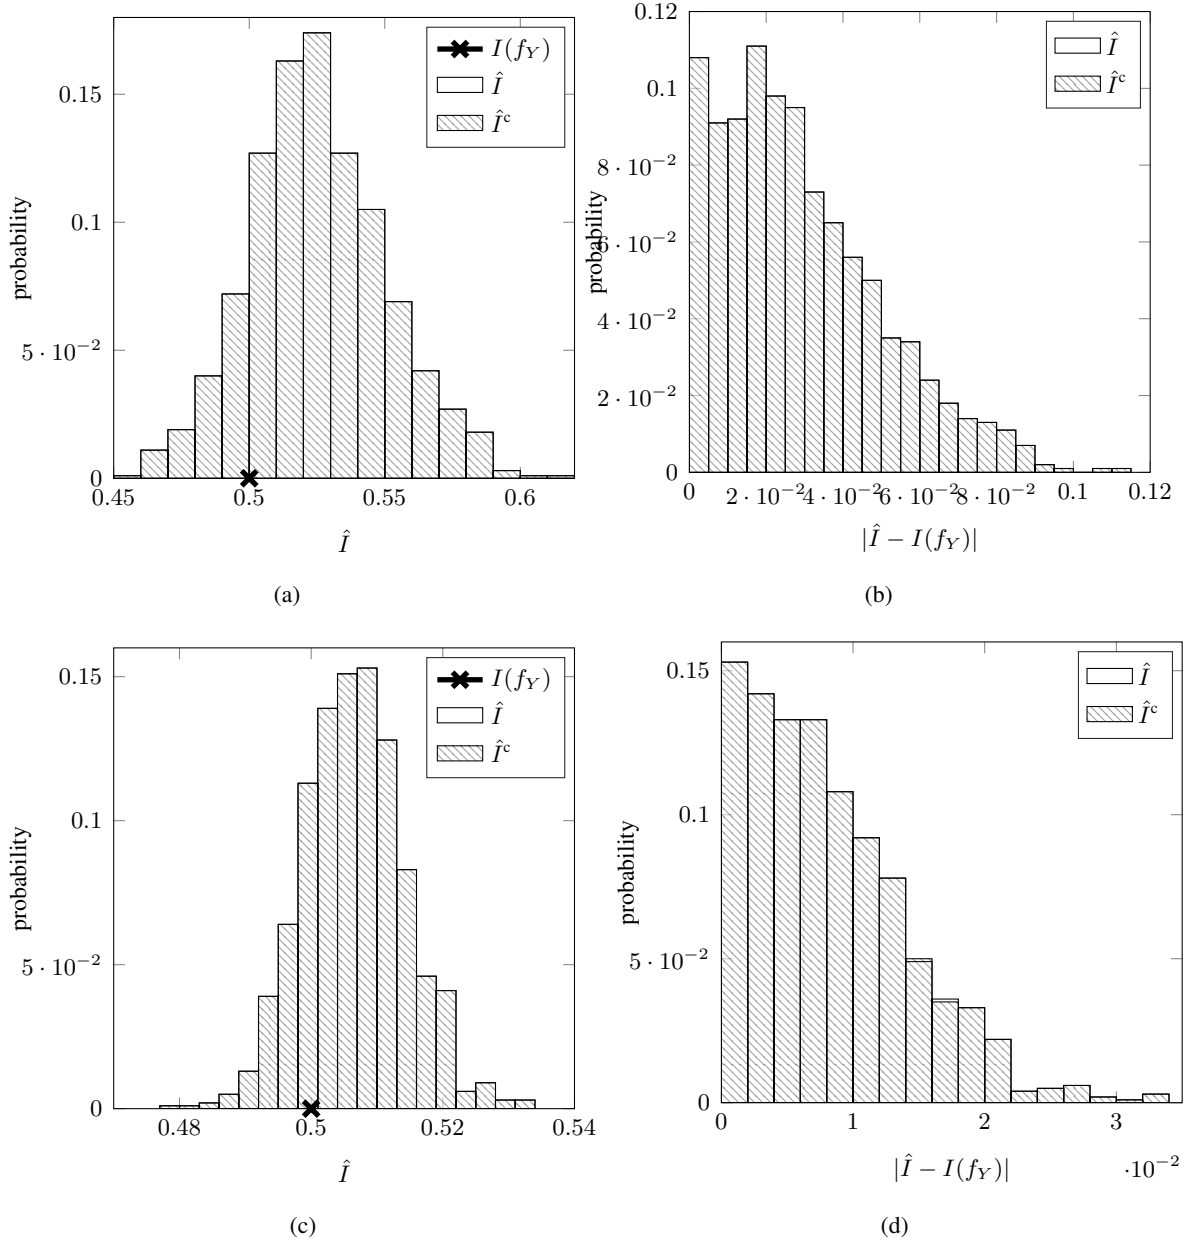 I(f_Y)
Î
Î^c
0.15
0.1
5 · 10^{-2}
0
0.45
0.5
0.55
0.6
probability
Î
(a)
Î
Î^c
0.12
0.1
8 · 10^{-2}
6 · 10^{-2}
4 · 10^{-2}
2 · 10^{-2}
0
0
2 · 10^{-2}
4 · 10^{-2}
6 · 10^{-2}
8 · 10^{-2}
0.1
0.12
probability
|Î − I(f_Y)|
(b)
I(f_Y)
Î
Î^c
0.15
0.1
5 · 10^{-2}
0
0.48
0.5
0.52
0.54
probability
Î
(c)
Î
Î^c
0.15
0.1
5 · 10^{-2}
0
0
1
2
3
·10^{-2}
probability
|Î − I(f_Y)|
(d)